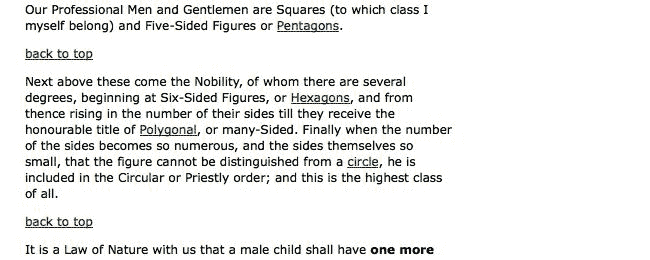 Our Professional Men and Gentlemen are Squares (to which class I
myself belong) and Five-Sided Figures or Pentagons.
back to top
Next above these come the Nobility, of whom there are several
degrees, beginning at Six-Sided Figures, or Hexagons, and from
thence rising in the number of their sides till they receive the
honourable title of Polygonal, or many-Sided. Finally when the number
of the sides becomes so numerous, and the sides themselves so
small, that the figure cannot be distinguished from a circle, he is
included in the Circular or Priestly order; and this is the highest class
of all.
back to top
It is a Law of Nature with us that a male child shall have one more